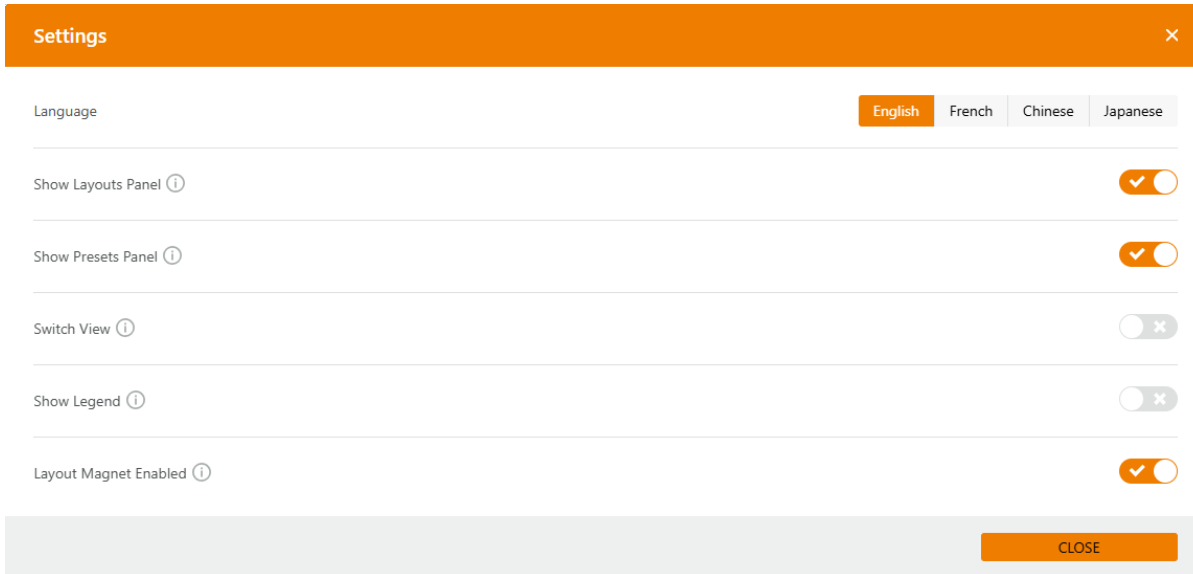 Settings
Language English French Chinese Japanese
Show Layouts Panel
Show Presets Panel
Switch View
Show Legend
Layout Magnet Enabled
CLOSE